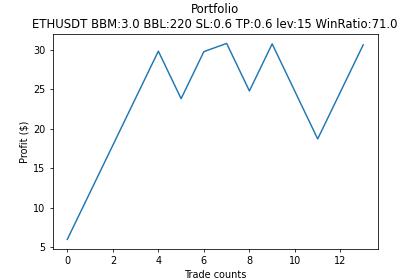 Portfolio
ETHUSDT BBM:3.0 BBL:220 SL:0.6 TP:0.6 lev:15 WinRatio:71.0
30
25
20
15
10
5
Profit ($)
0 2 4 6 8 10 12
Trade counts